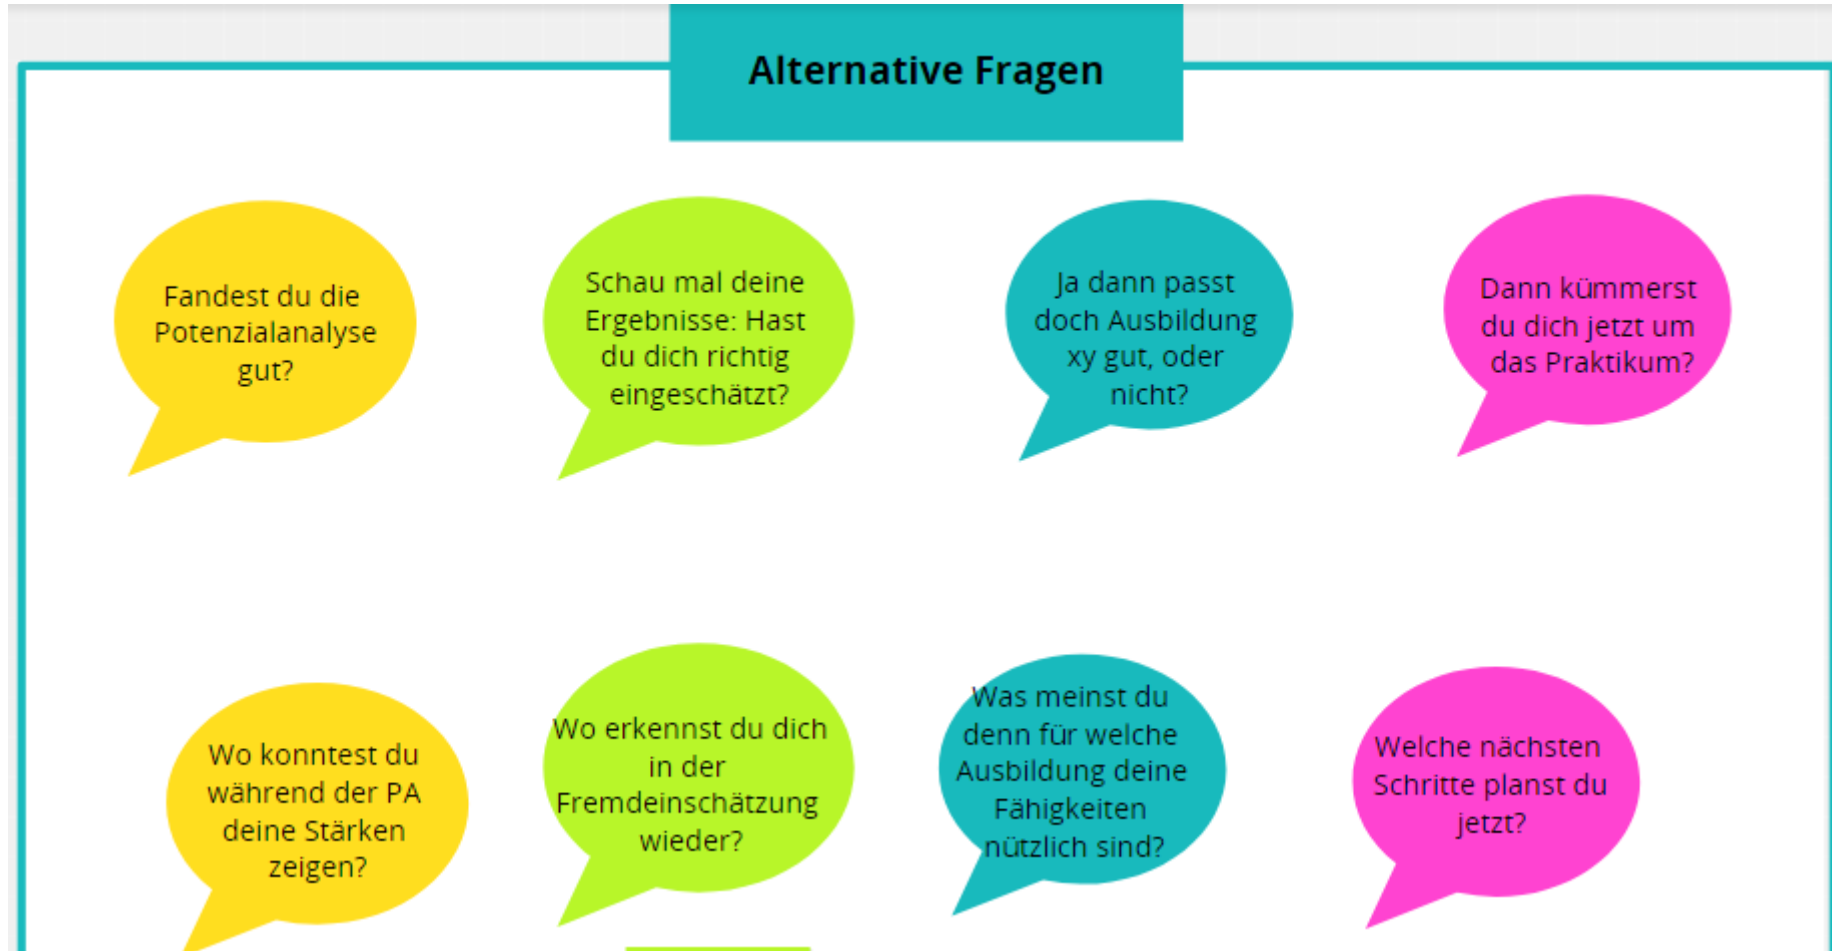 Alternative Fragen
Fandest du die
Potenzialanalyse
gut?
Schau mal deine
Ergebnisse: Hast
du dich richtig
eingeschätzt?
Ja dann passt
doch Ausbildung
xy gut, oder
nicht?
Dann kümmerst
du dich jetzt um
das Praktikum?
Wo konntest du
während der PA
deine Stärken
zeigen?
Wo erkennst du dich
in der
Fremdeinschätzung
wieder?
Was meinst du
denn für welche
Ausbildung deine
Fähigkeiten
nützlich sind?
Welche nächsten
Schritte planst du
jetzt?